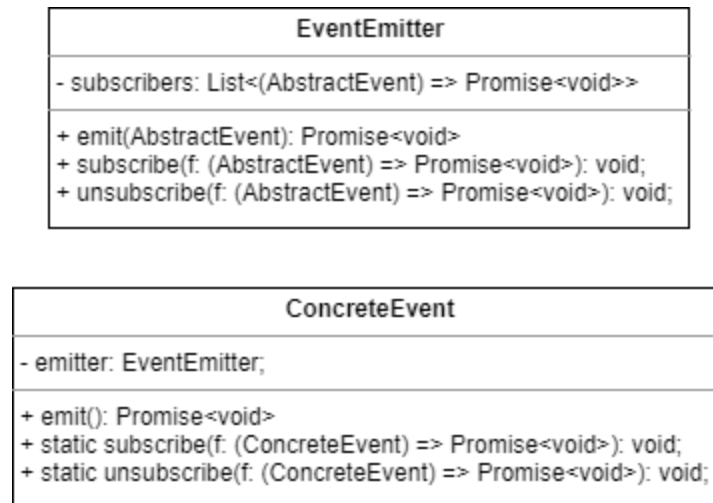 EventEmitter
- subscribers: List<(AbstractEvent) => Promise<void>>
+ emit(AbstractEvent): Promise<void>
+ subscribe(f: (AbstractEvent) => Promise<void>): void;
+ unsubscribe(f: (AbstractEvent) => Promise<void>): void;
ConcreteEvent
- emitter: EventEmitter;
+ emit(): Promise<void>
+ static subscribe(f: (ConcreteEvent) => Promise<void>): void;
+ static unsubscribe(f: (ConcreteEvent) => Promise<void>): void;